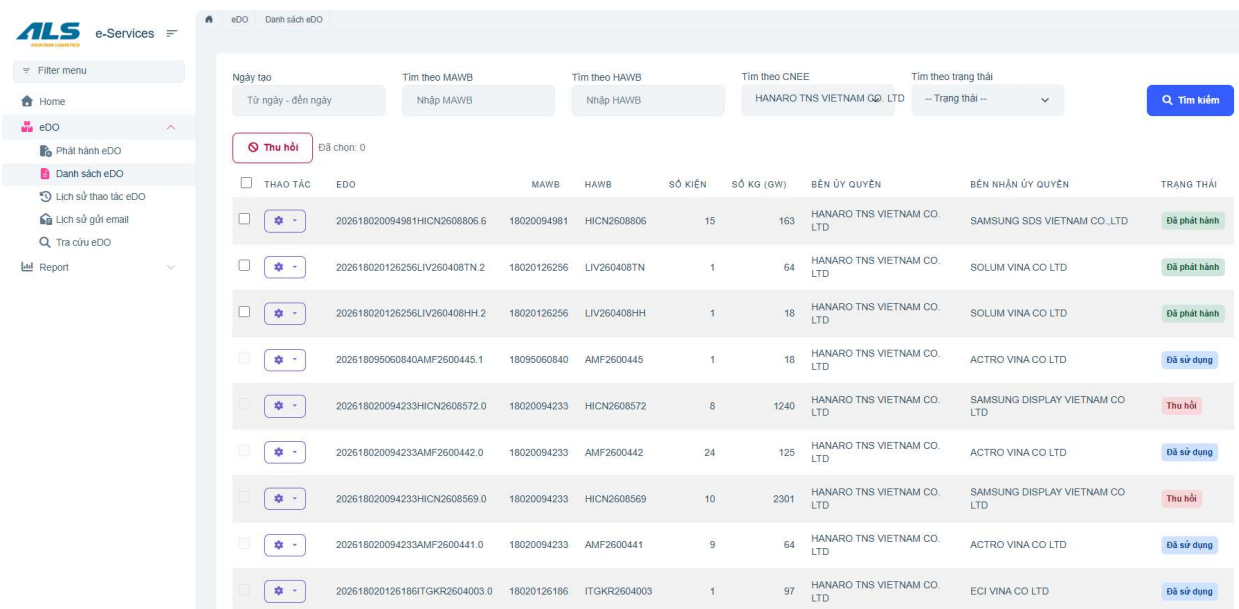 ALS
AVIATION LOGISTICS
e-Services
eDO Danh sách eDO
Filter menu
Home
eDO
Phát hành eDO
Danh sách eDO
Lịch sử thao tác eDO
Lịch sử gửi email
Tra cứu eDO
Report
Ngày tạo Tìm theo MAWB Tìm theo HAWB Tìm theo CNEE Tìm theo trạng thái
Từ ngày - đến ngày Nhập MAWB Nhập HAWB HANARO TNS VIETNAM CO. LTD -- Trạng thái -- Tìm kiếm
Thu hồi Đã chọn: 0
THAO TÁC EDO MAWB HAWB SỐ KIỆN SỐ KG (GW) BÊN ỦY QUYỀN BÊN NHẬN ỦY QUYỀN TRẠNG THÁI
202618020094981HICN2608806.6 18020094981 HICN2608806 15 163 HANARO TNS VIETNAM CO. SAMSUNG SDS VIETNAM CO.,LTD Đã phát hành
LTD
202618020126256LIV260408TN.2 18020126256 LIV260408TN 1 64 HANARO TNS VIETNAM CO. SOLUM VINA CO LTD Đã phát hành
LTD
202618020126256LIV260408HH.2 18020126256 LIV260408HH 1 18 HANARO TNS VIETNAM CO. SOLUM VINA CO LTD Đã phát hành
LTD
202618095060840AMF2600445.1 18095060840 AMF2600445 1 18 HANARO TNS VIETNAM CO. ACTRO VINA CO LTD Đã sử dụng
LTD
202618020094233HICN2608572.0 18020094233 HICN2608572 8 1240 HANARO TNS VIETNAM CO. SAMSUNG DISPLAY VIETNAM CO Thu hồi
LTD LTD
202618020094233AMF2600442.0 18020094233 AMF2600442 24 125 HANARO TNS VIETNAM CO. ACTRO VINA CO LTD Đã sử dụng
LTD
202618020094233HICN2608569.0 18020094233 HICN2608569 10 2301 HANARO TNS VIETNAM CO. SAMSUNG DISPLAY VIETNAM CO Thu hồi
LTD LTD
202618020094233AMF2600441.0 18020094233 AMF2600441 9 64 HANARO TNS VIETNAM CO. ACTRO VINA CO LTD Đã sử dụng
LTD
202618020126186ITGKR2604003.0 18020126186 ITGKR2604003 1 97 HANARO TNS VIETNAM CO. ECI VINA CO LTD Đã sử dụng
LTD